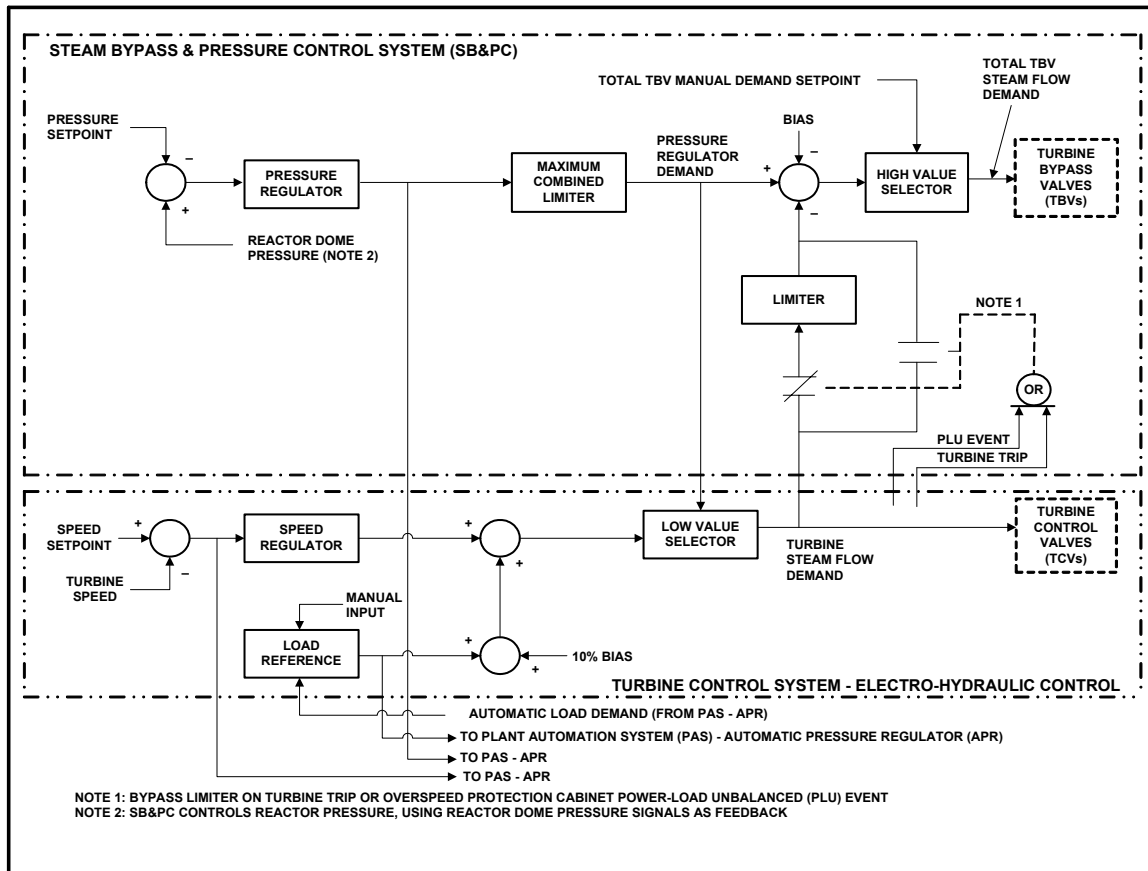 STEAM BYPASS & PRESSURE CONTROL SYSTEM (SB&PC)
TOTAL TBV MANUAL DEMAND SETPOINT
TOTAL TBV
STEAM FLOW
DEMAND
PRESSURE
SETPOINT
–
+
PRESSURE
REGULATOR
REACTOR DOME
PRESSURE (NOTE 2)
MAXIMUM
COMBINED
LIMITER
PRESSURE
REGULATOR
DEMAND
BIAS
–
+
–
HIGH VALUE
SELECTOR
TURBINE
BYPASS
VALVES
(TBVs)
LIMITER
NOTE 1
OR
PLU EVENT
TURBINE TRIP
SPEED
SETPOINT
+
–
TURBINE
SPEED
SPEED
REGULATOR
+
+
LOW VALUE
SELECTOR
TURBINE
STEAM FLOW
DEMAND
TURBINE
CONTROL
VALVES
(TCVs)
MANUAL
INPUT
LOAD
REFERENCE
+
+
10% BIAS
TURBINE CONTROL SYSTEM - ELECTRO-HYDRAULIC CONTROL
AUTOMATIC LOAD DEMAND (FROM PAS - APR)
TO PLANT AUTOMATION SYSTEM (PAS) - AUTOMATIC PRESSURE REGULATOR (APR)
TO PAS - APR
TO PAS - APR
NOTE 1: BYPASS LIMITER ON TURBINE TRIP OR OVERSPEED PROTECTION CABINET POWER-LOAD UNBALANCED (PLU) EVENT
NOTE 2: SB&PC CONTROLS REACTOR PRESSURE, USING REACTOR DOME PRESSURE SIGNALS AS FEEDBACK